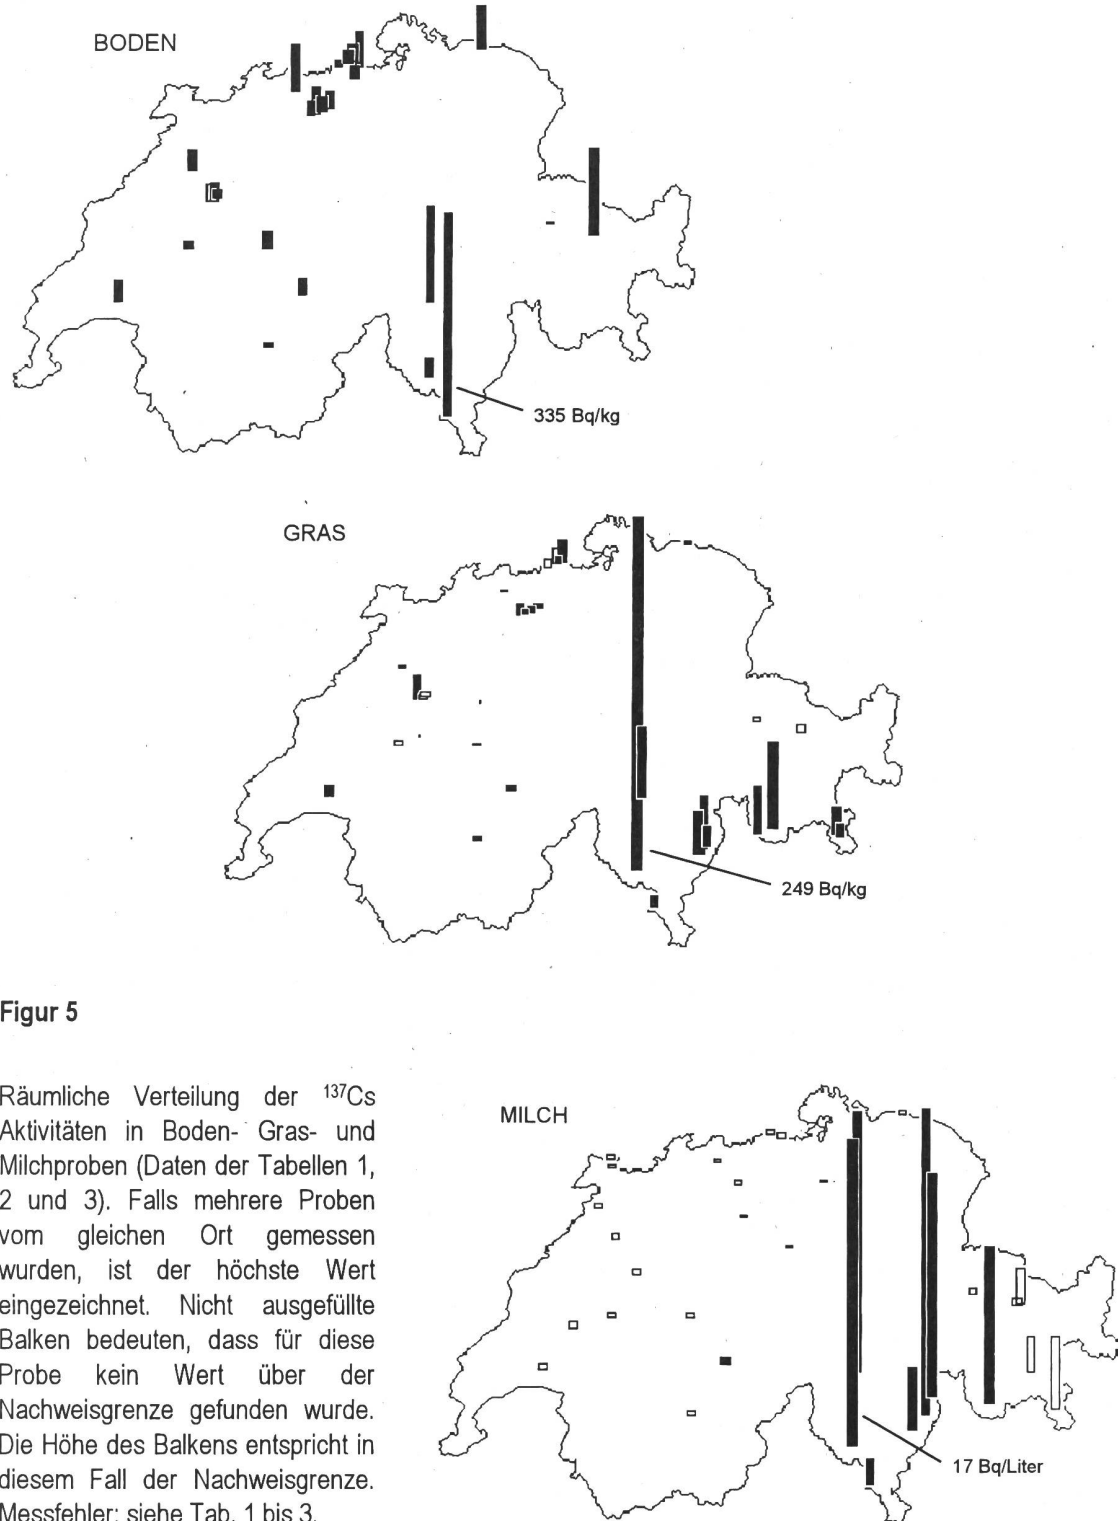 BODEN
335 Bq/kg
GRAS
249 Bq/kg
Figur 5
Räumliche Verteilung der ¹³⁷Cs
Aktivitäten in Boden- Gras- und
Milchproben (Daten der Tabellen 1,
2 und 3). Falls mehrere Proben
vom gleichen Ort gemessen
wurden, ist der höchste Wert
eingezeichnet. Nicht ausgefüllte
Balken bedeuten, dass für diese
Probe kein Wert über der
Nachweisgrenze gefunden wurde.
Die Höhe des Balkens entspricht in
diesem Fall der Nachweisgrenze.
Messfehler: siehe Tab. 1 bis 3.
MILCH
17 Bq/Liter